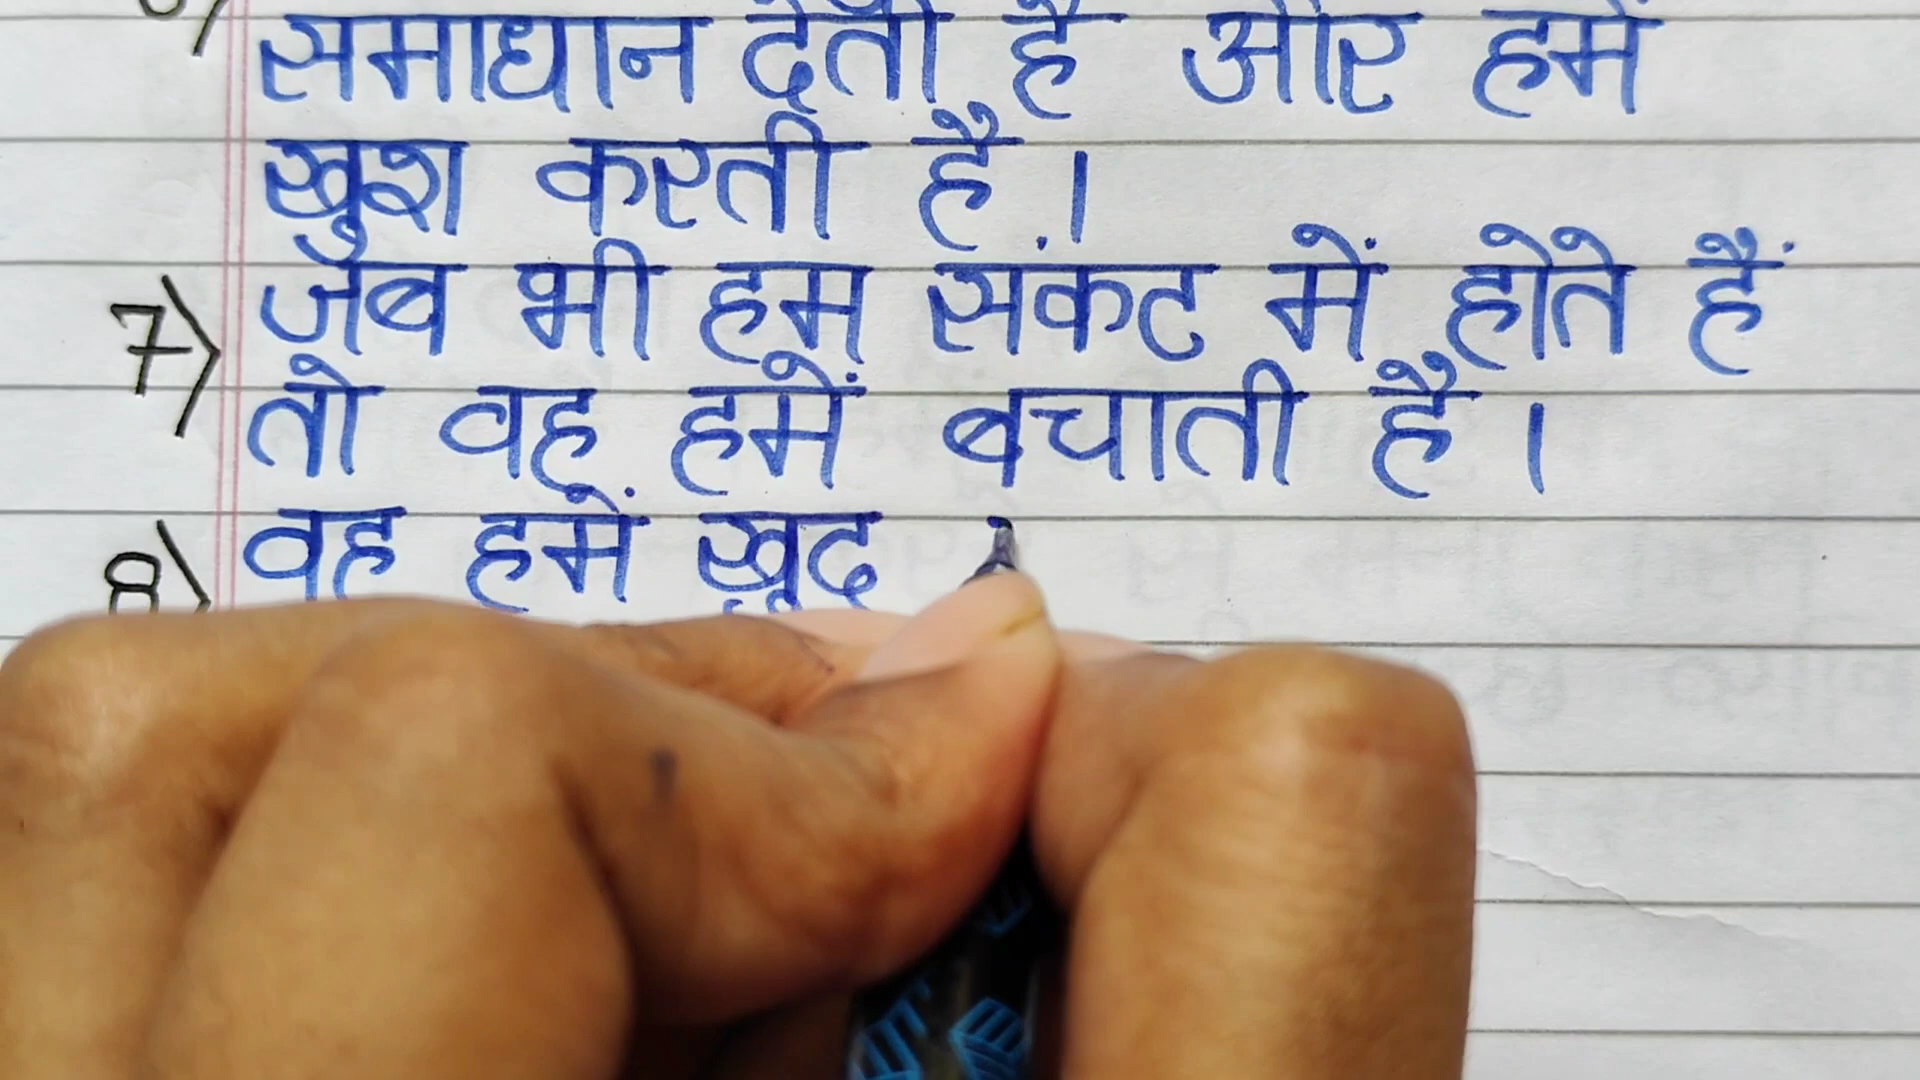 समाधान देती है और हमें
खुश करती है।
7) जब भी हम संकट में होते हैं
तो वह हमें बचाती है।
8) वह हमें खुद